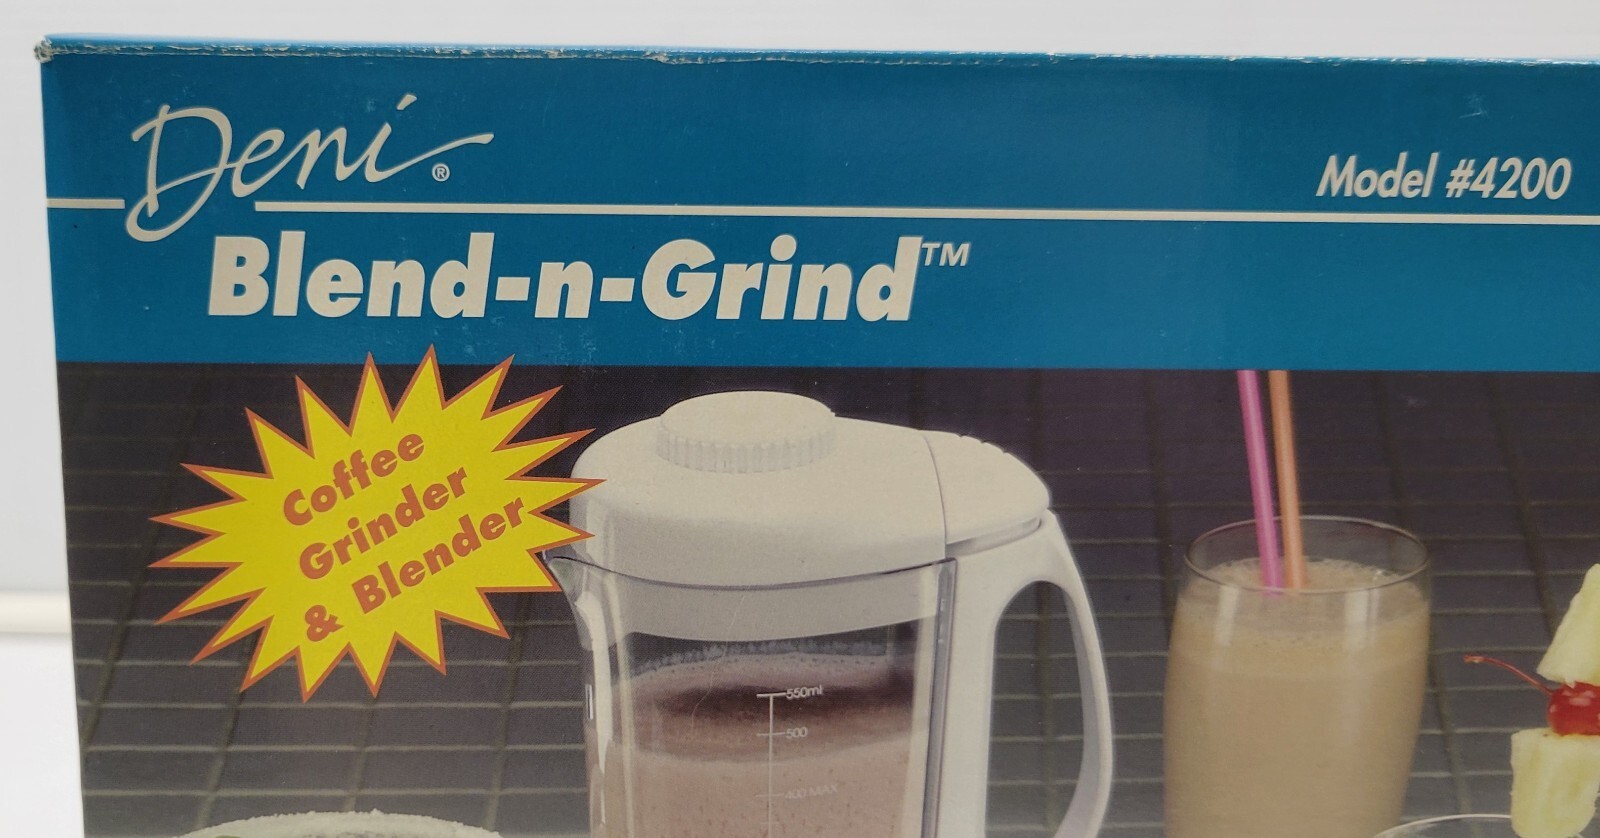 Deni®
Model #4200
Blend-n-Grind™
Coffee
Grinder
& Blender
550ml
500
400 MAX